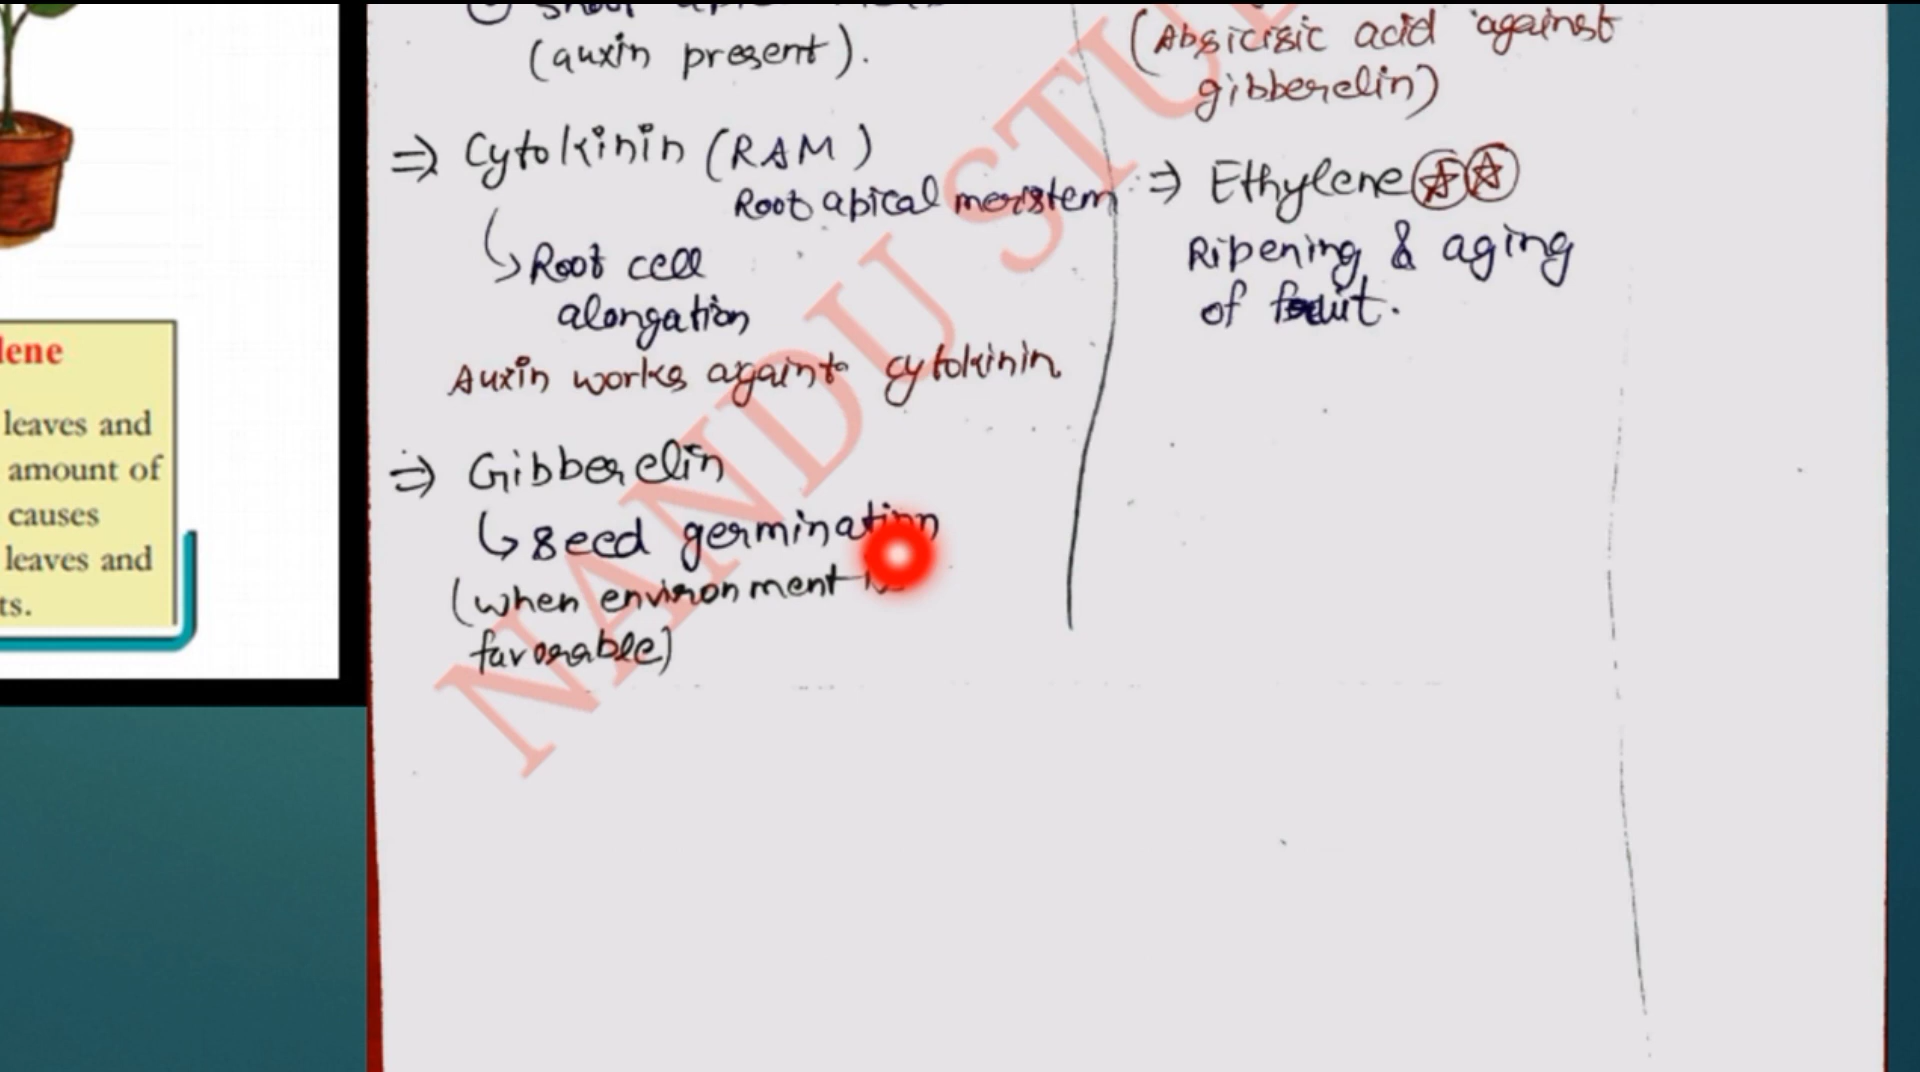 lene
leaves and
amount of
causes
leaves and
ts.
(auxin present).
⇒ Cytokinin (RAM)
Root apical meristem
↳ Root cell
alongation
Auxin works againt cytokinin
⇒ Gibberelin
↳ seed germination
(when environment is
favorable)
(Absicisic acid against
gibberelin)
⇒ Ethylene
Ripening & aging
of fruit.
NANDU STU